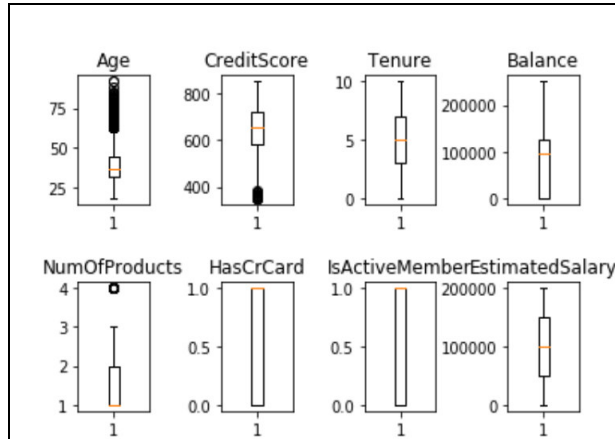 Age CreditScore Tenure Balance
75 800 10 200000
50 600 5 100000
25 400 0 0
1 1 1 1
NumOfProducts HasCrCard IsActiveMember EstimatedSalary
4 1.0 1.0 200000
3
2 0.5 0.5 100000
1 0.0 0.0 0
1 1 1 1